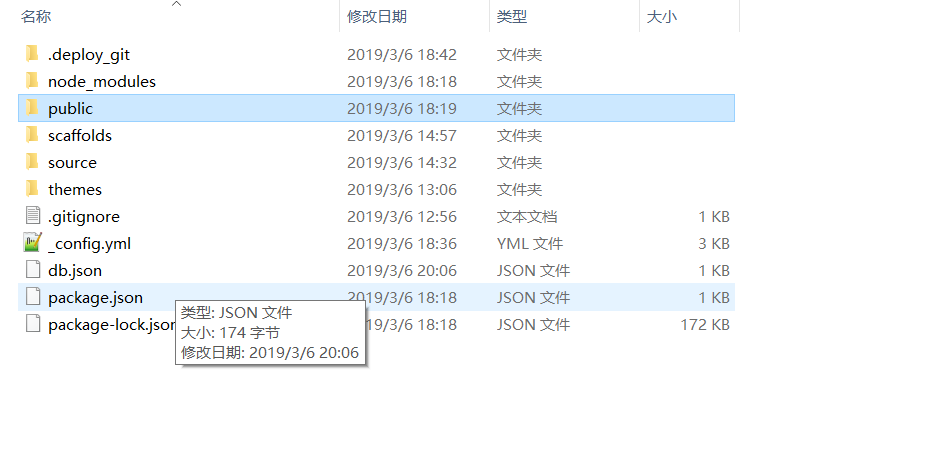 名称 修改日期 类型 大小
.deploy_git 2019/3/6 18:42 文件夹
node_modules 2019/3/6 18:18 文件夹
public 2019/3/6 18:19 文件夹
scaffolds 2019/3/6 14:57 文件夹
source 2019/3/6 14:32 文件夹
themes 2019/3/6 13:06 文件夹
.gitignore 2019/3/6 12:56 文本文档 1 KB
_config.yml 2019/3/6 18:36 YML 文件 3 KB
db.json 2019/3/6 20:06 JSON 文件 1 KB
package.json 2019/3/6 18:18 JSON 文件 1 KB
package-lock.json /3/6 18:18 JSON 文件 172 KB
类型: JSON 文件
大小: 174 字节
修改日期: 2019/3/6 20:06